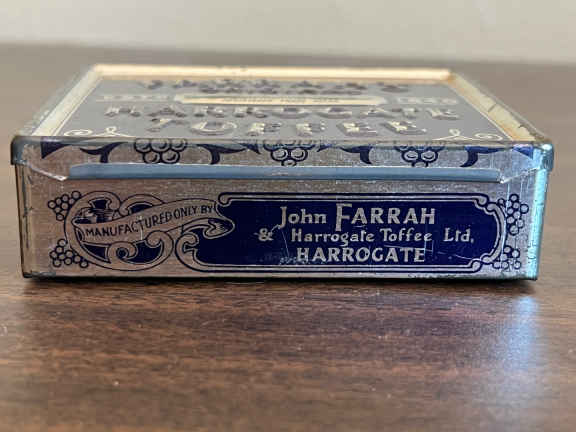 HARROGATE
TOFFEE
MANUFACTURED ONLY BY
John FARRAH
& Harrogate Toffee Ltd,
HARROGATE